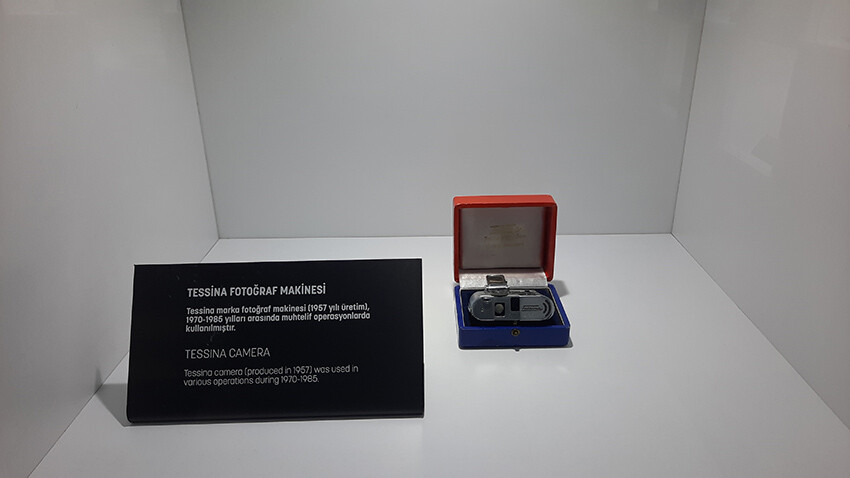 TESSİNA FOTOĞRAF MAKİNESİ
Tessina marka fotoğraf makinesi (1957 yılı üretim),
1970-1985 yılları arasında muhtelif operasyonlarda
kullanılmıştır.
TESSINA CAMERA
Tessina camera (produced in 1957) was used in
various operations during 1970-1985.